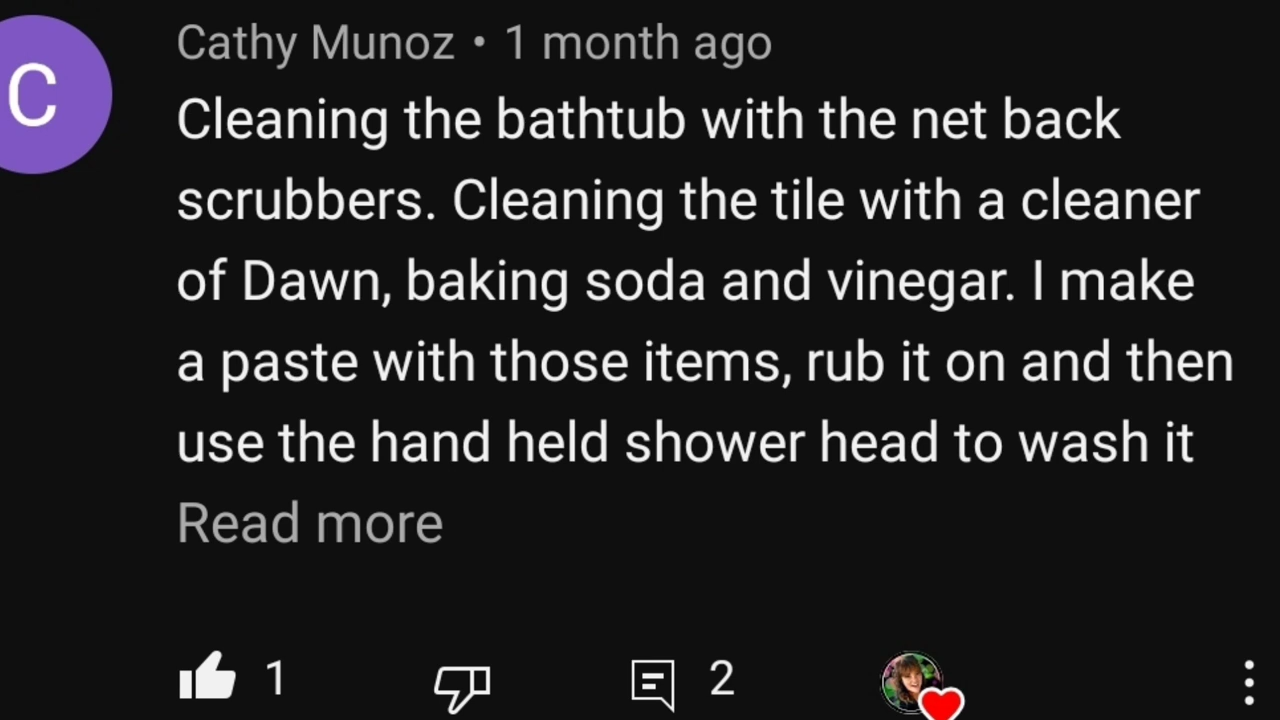 C
Cathy Munoz • 1 month ago
Cleaning the bathtub with the net back
scrubbers. Cleaning the tile with a cleaner
of Dawn, baking soda and vinegar. I make
a paste with those items, rub it on and then
use the hand held shower head to wash it
Read more
1 2